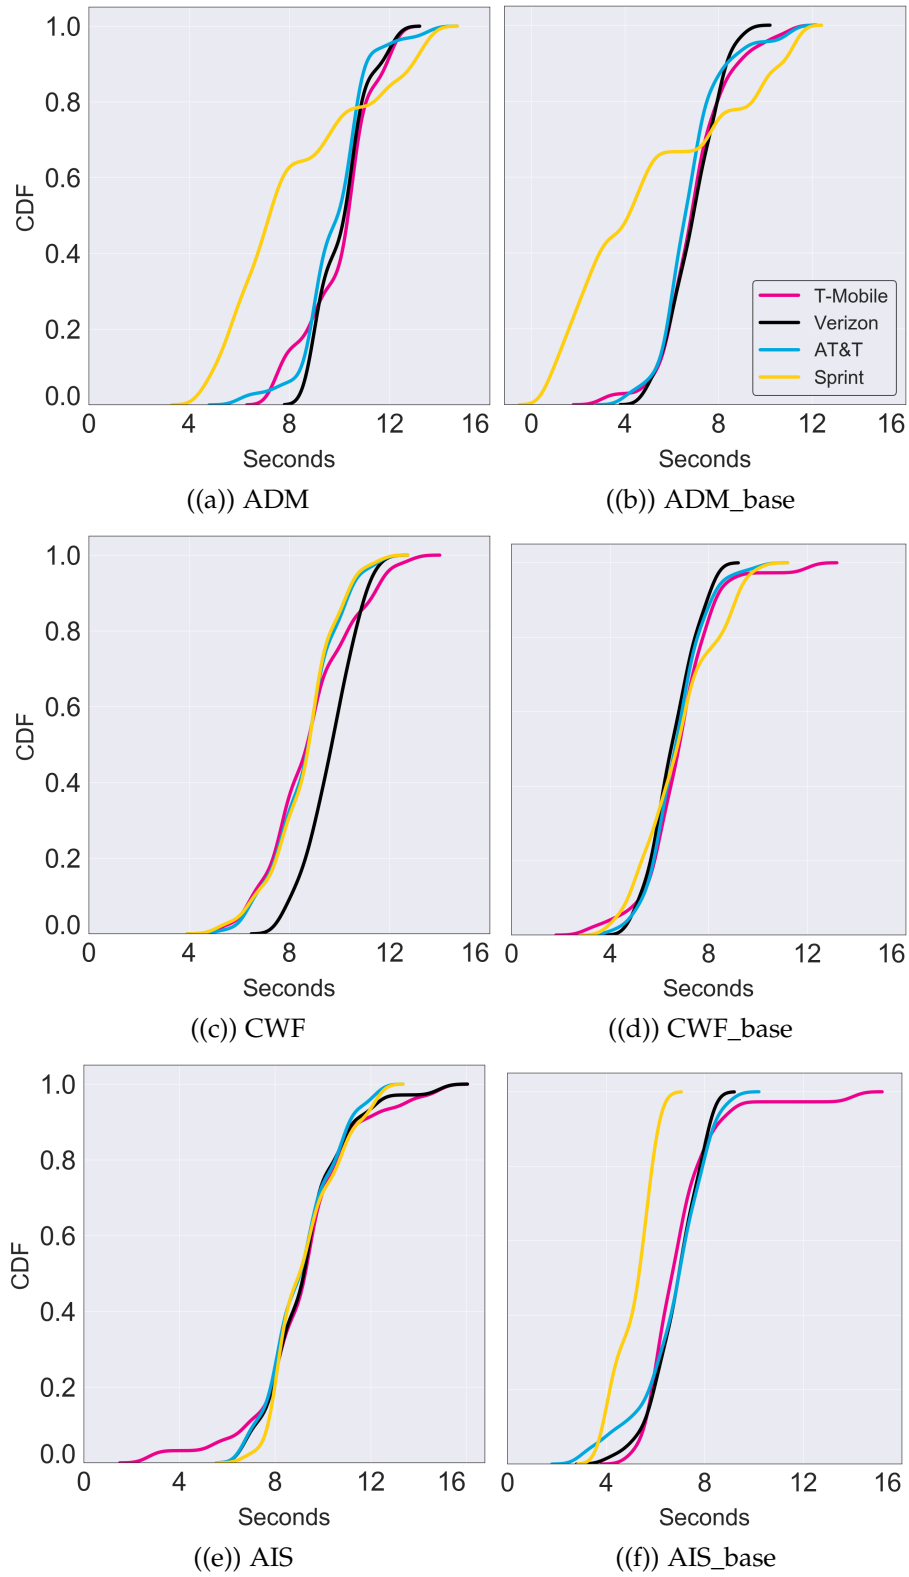 1.0
0.8
0.6
0.4
0.2
0.0
CDF
0 4 8 12 16
Seconds
((a)) ADM
T-Mobile
Verizon
AT&T
Sprint
0 4 8 12 16
Seconds
((b)) ADM_base
1.0
0.8
0.6
0.4
0.2
0.0
CDF
0 4 8 12 16
Seconds
((c)) CWF
0 4 8 12 16
Seconds
((d)) CWF_base
1.0
0.8
0.6
0.4
0.2
0.0
CDF
0 4 8 12 16
Seconds
((e)) AIS
0 4 8 12 16
Seconds
((f)) AIS_base